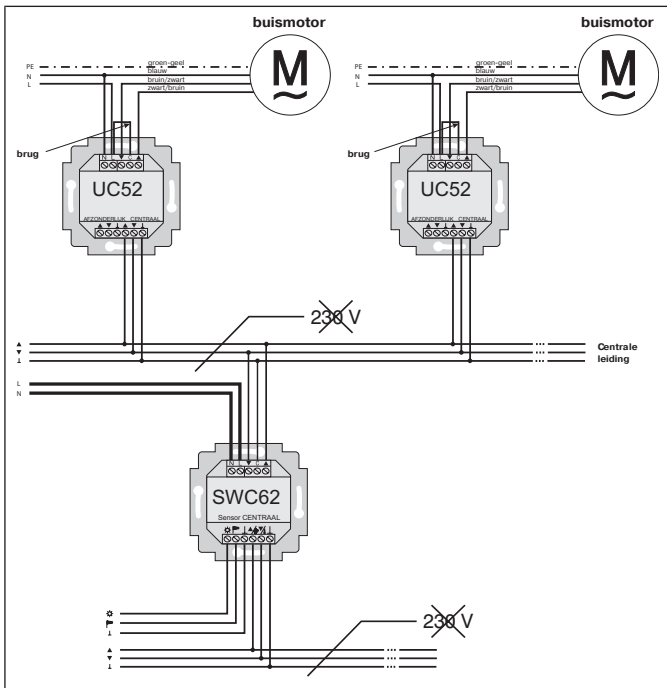 buismotor
buismotor
PE
groen-geel
M
N
blauw
L
bruin/zwart
zwart/bruin
PE
groen-geel
M
N
blauw
L
bruin/zwart
zwart/bruin
brug
N L ▼ C ▲
UC52
AFZONDERLIJK CENTRAAL
▲ ▼ ⊥ ▲ ▼ ⊥
brug
N L ▼ C ▲
UC52
AFZONDERLIJK CENTRAAL
▲ ▼ ⊥ ▲ ▼ ⊥
230 V
▲
▼
⊥
Centrale
leiding
L
N
N L ▼ C ▲
SWC62
Sensor CENTRAAL
230 V
▲
▼
⊥